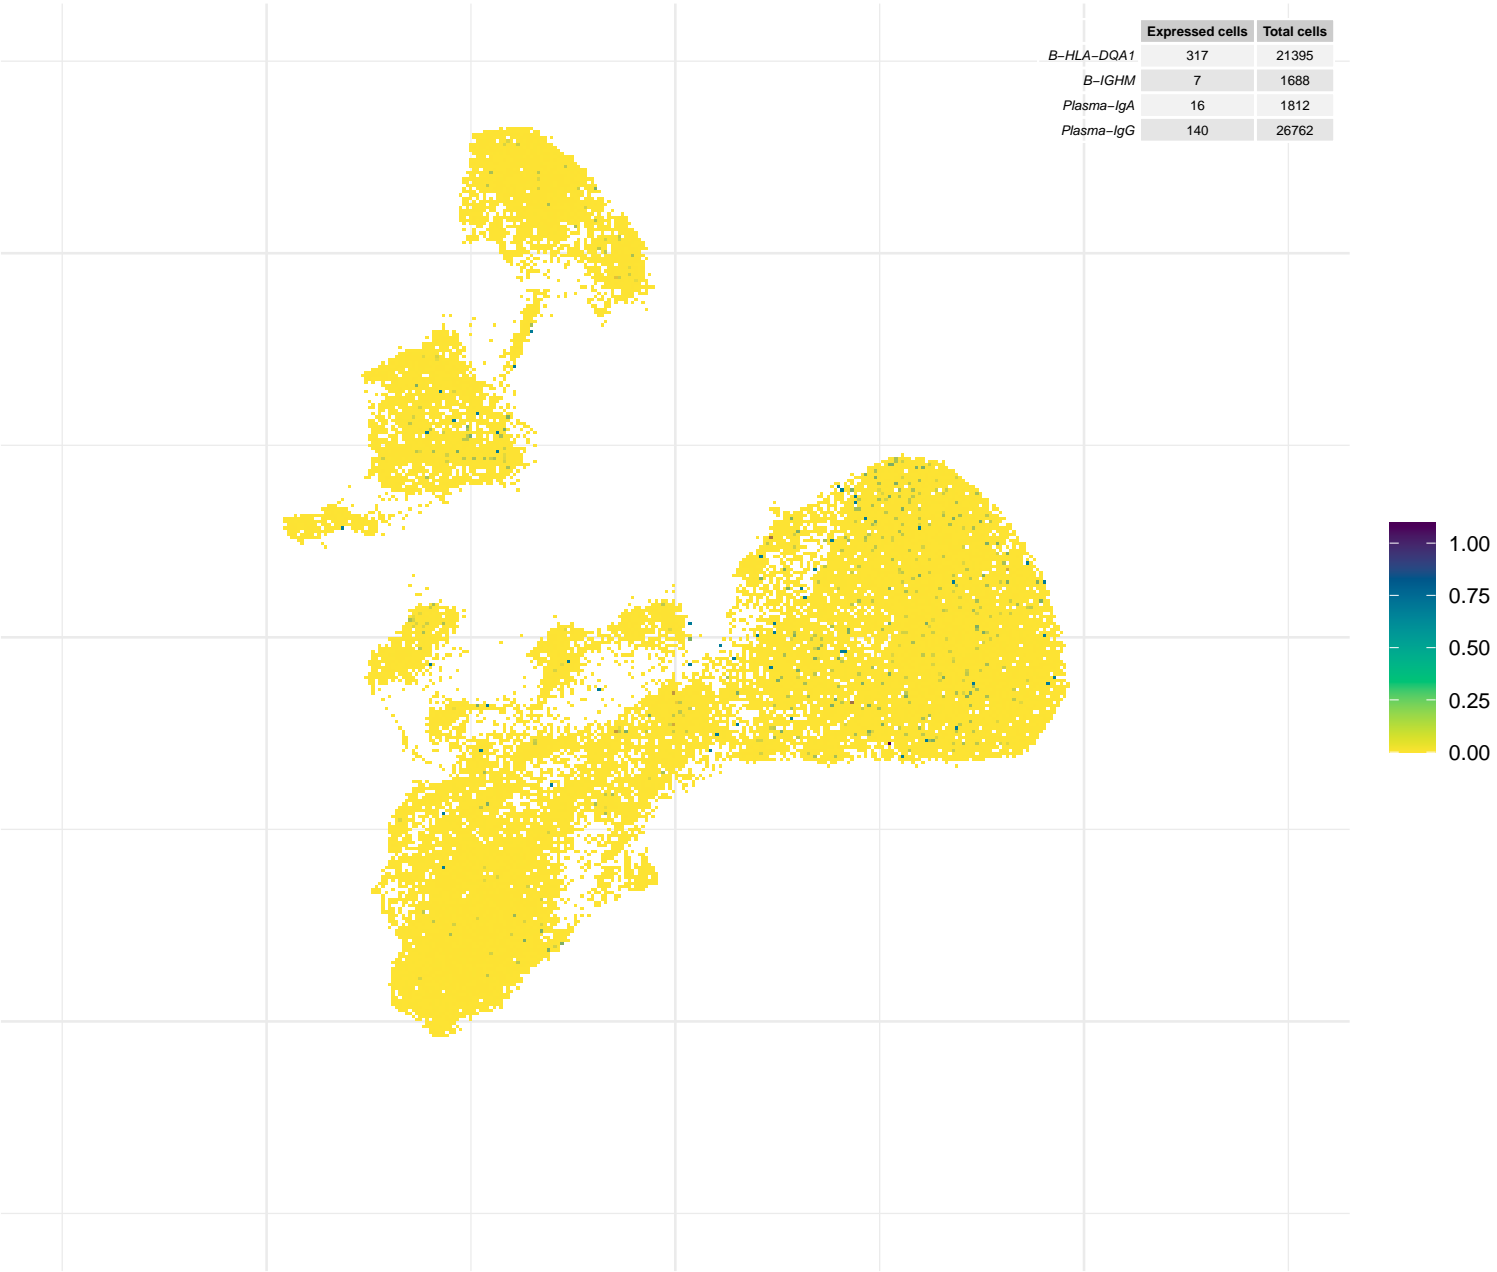 Expressed cells Total cells
B−HLA−DQA1 317 21395
B−IGHM 7 1688
Plasma−IgA 16 1812
Plasma−IgG 140 26762
1.00
0.75
0.50
0.25
0.00